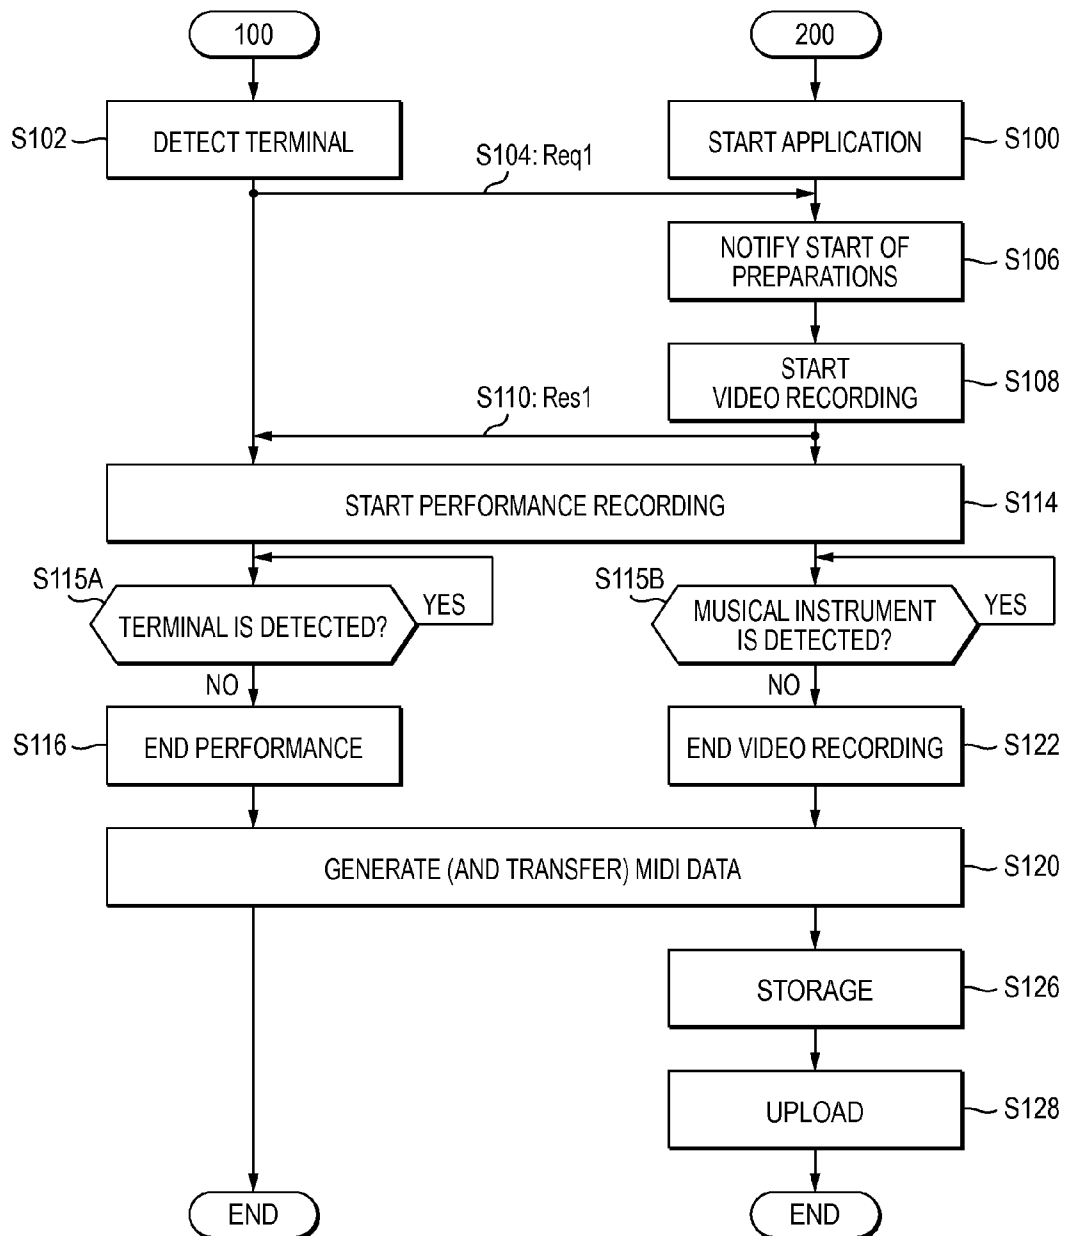 100
200
S102
DETECT TERMINAL
START APPLICATION
S100
S104: Req1
NOTIFY START OF
PREPARATIONS
S106
START
VIDEO RECORDING
S108
S110: Res1
START PERFORMANCE RECORDING
S114
S115A
TERMINAL IS DETECTED?
YES
S115B
MUSICAL INSTRUMENT
IS DETECTED?
YES
NO
NO
S116
END PERFORMANCE
END VIDEO RECORDING
S122
GENERATE (AND TRANSFER) MIDI DATA
S120
STORAGE
S126
UPLOAD
S128
END
END